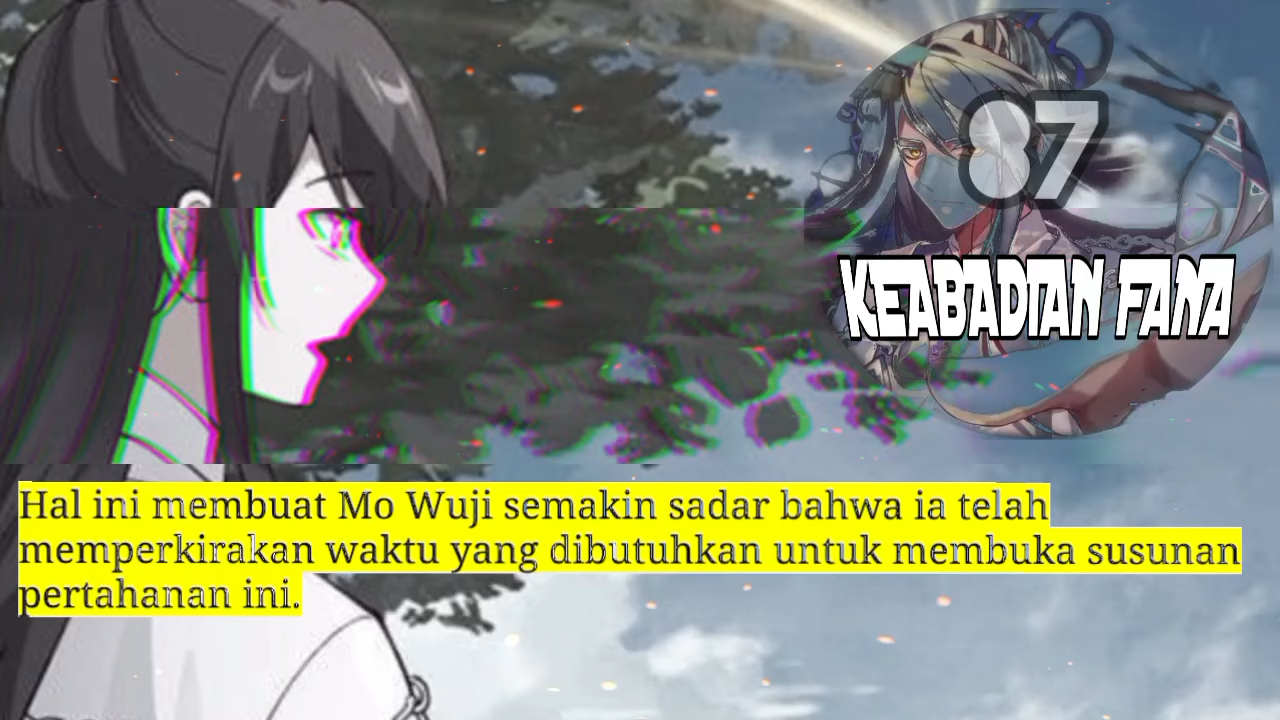 87
KEABADIAN FANA
Hal ini membuat Mo Wuji semakin sadar bahwa ia telah
memperkirakan waktu yang dibutuhkan untuk membuka susunan
pertahanan ini.